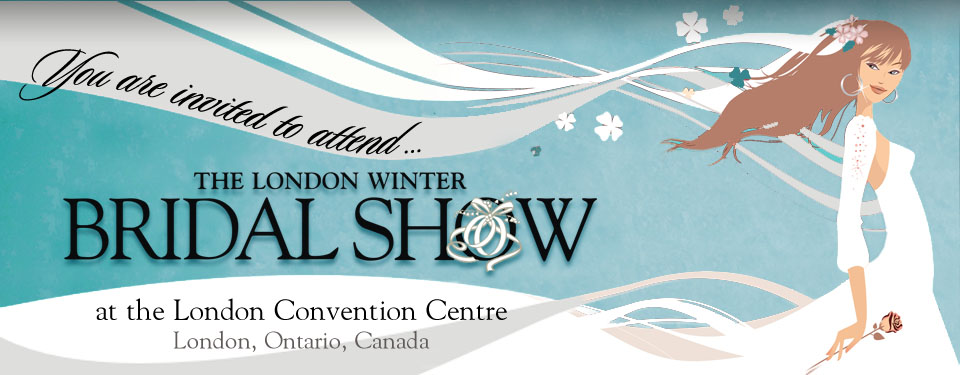 You are invited to attend...
THE LONDON WINTER
BRIDAL SHOW
at the London Convention Centre
London, Ontario, Canada